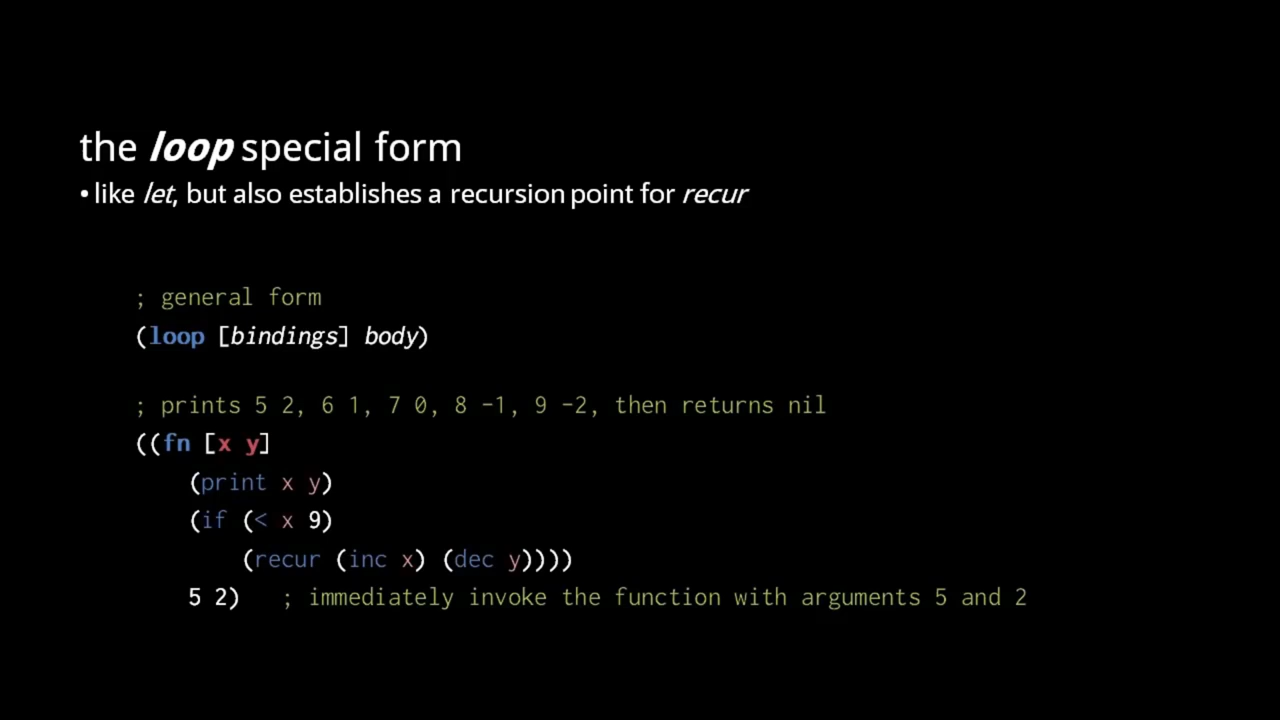 the loop special form
• like let, but also establishes a recursion point for recur
; general form
(loop [bindings] body)
; prints 5 2, 6 1, 7 0, 8 -1, 9 -2, then returns nil
((fn [x y]
(print x y)
(if (< x 9)
(recur (inc x) (dec y))))
5 2) ; immediately invoke the function with arguments 5 and 2